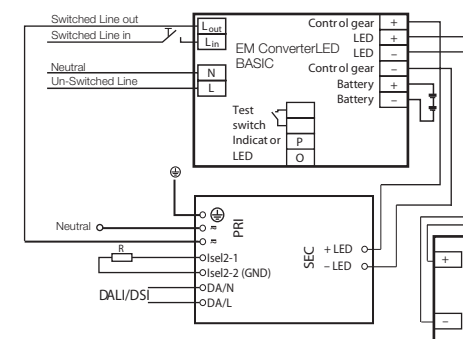 Switched Line out
Switched Line in
Neutral
Un-Switched Line
Lout
Lin
N
L
EM ConverterLED
BASIC
Control gear +
LED +
LED –
Control gear –
Battery +
Battery –
Test
switch
Indicator P
LED O
Neutral
R
DALI/DSI
PRI
≈
≈
Isel2-1
Isel2-2 (GND)
DA/N
DA/L
SEC
+ LED
– LED
+
–